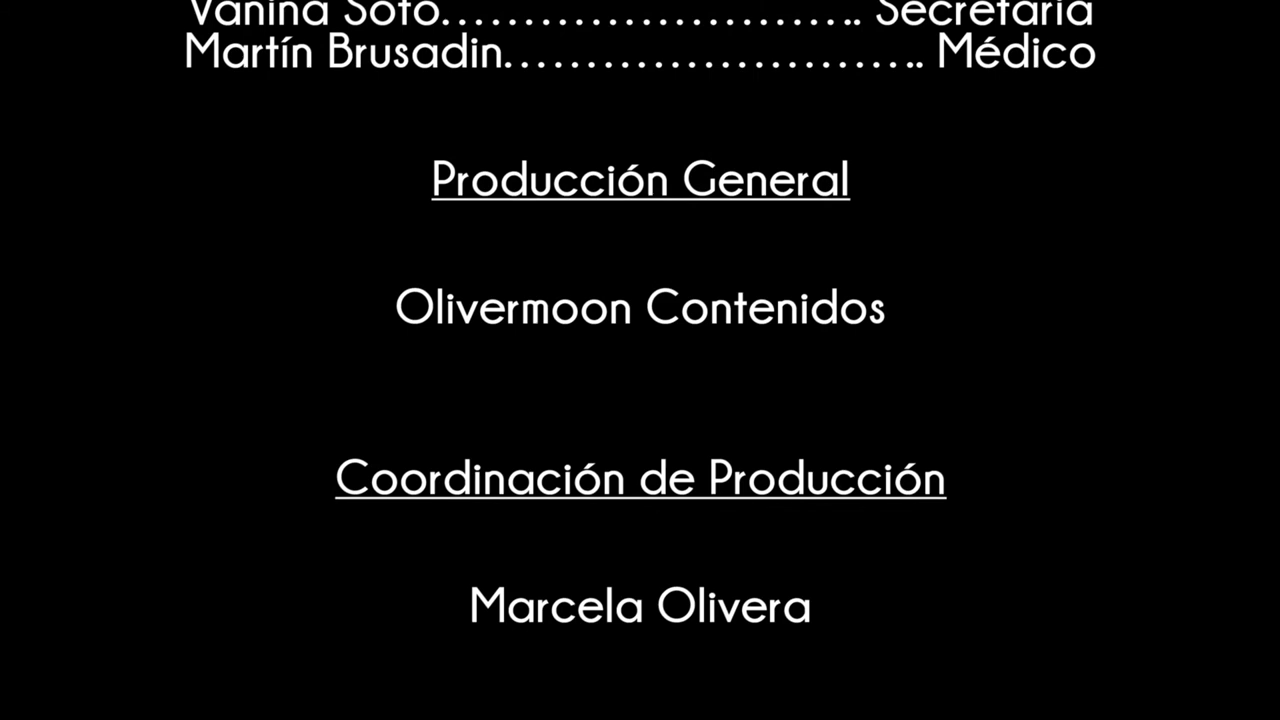 Vanina Soto……………………………….. Secretaria
Martín Brusadin……………………………….. Médico
Producción General
Olivermoon Contenidos
Coordinación de Producción
Marcela Olivera